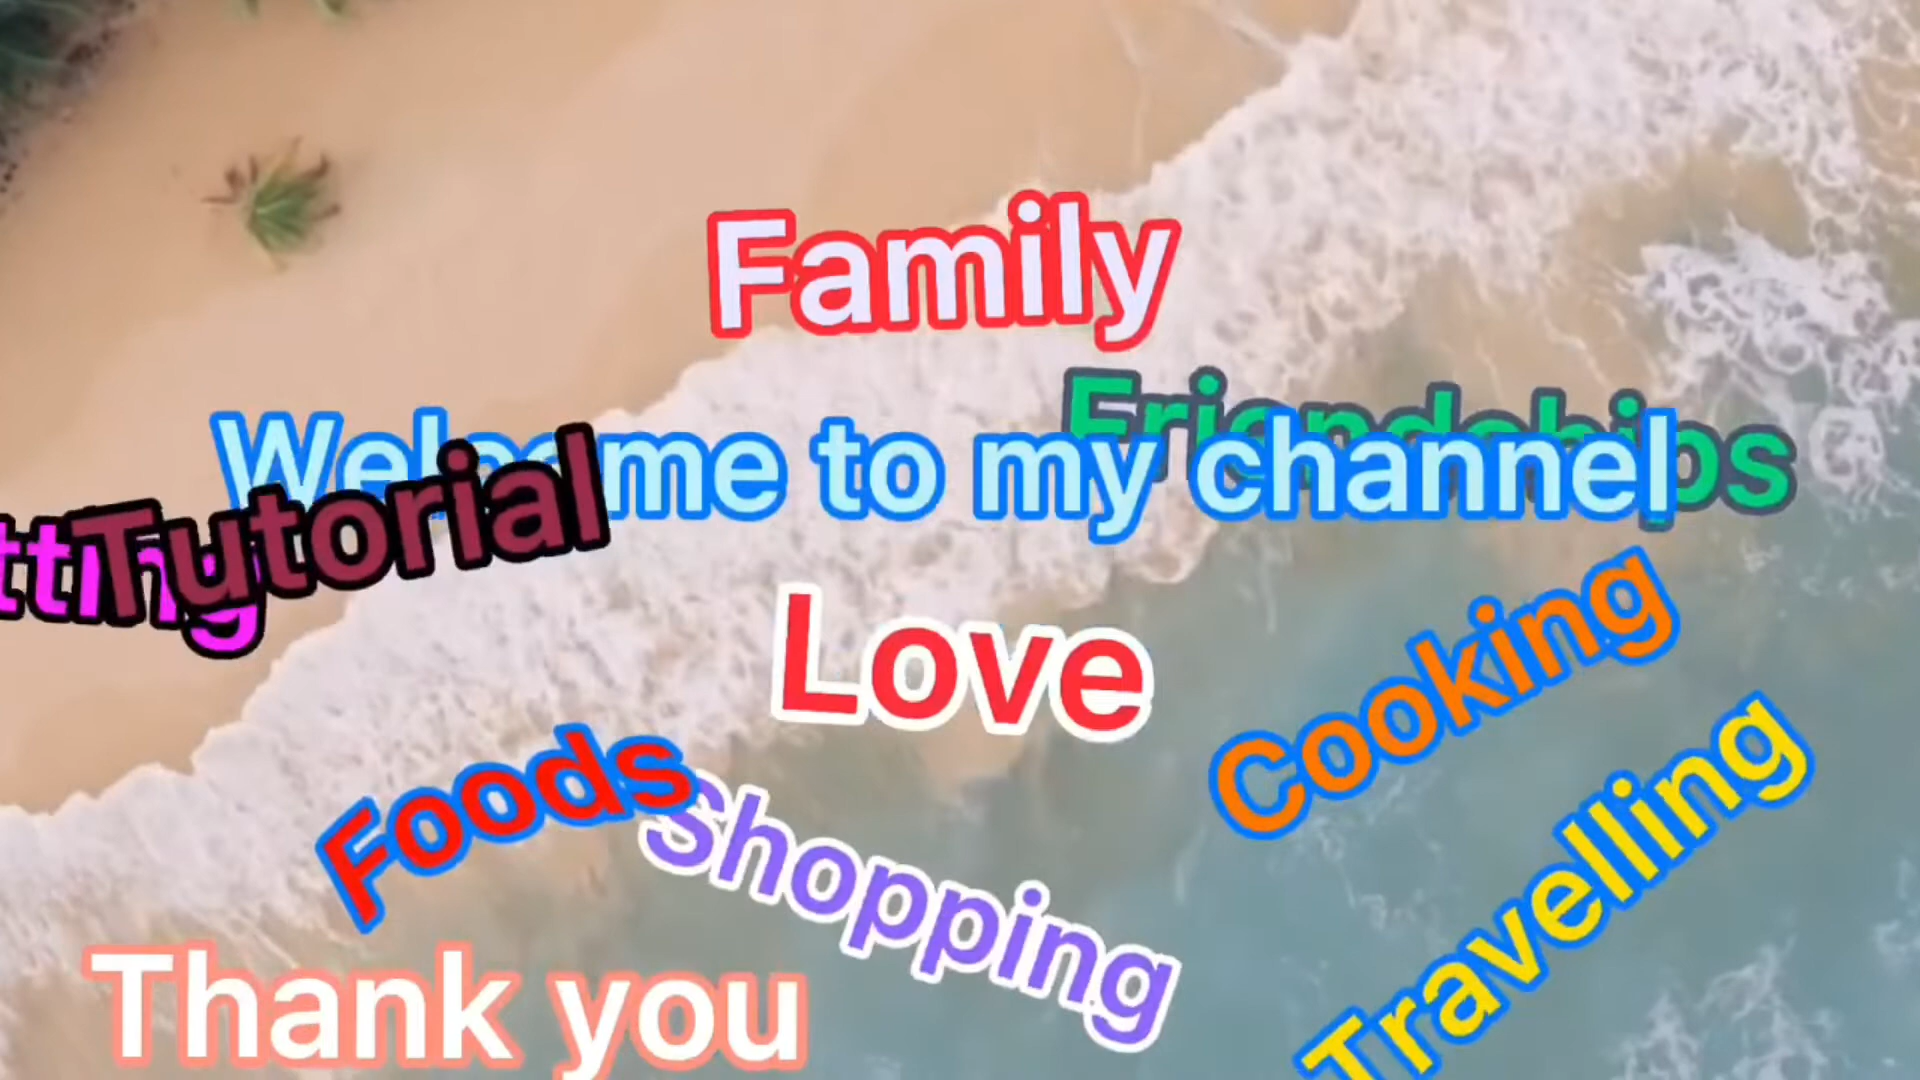 Family
Friendships
Welcome to my channel
Tutorial
Love
Cooking
Foods
Shopping
Travelling
Thank you